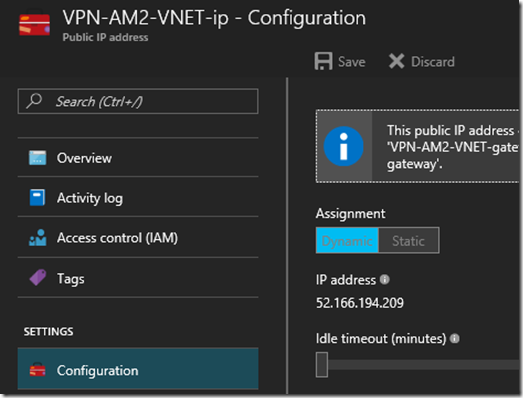 VPN-AM2-VNET-ip - Configuration
Public IP address
Save Discard
Search (Ctrl+/)
Overview
Activity log
Access control (IAM)
Tags
SETTINGS
Configuration
This public IP address
'VPN-AM2-VNET-gate
gateway'.
Assignment
Dynamic Static
IP address
52.166.194.209
Idle timeout (minutes)